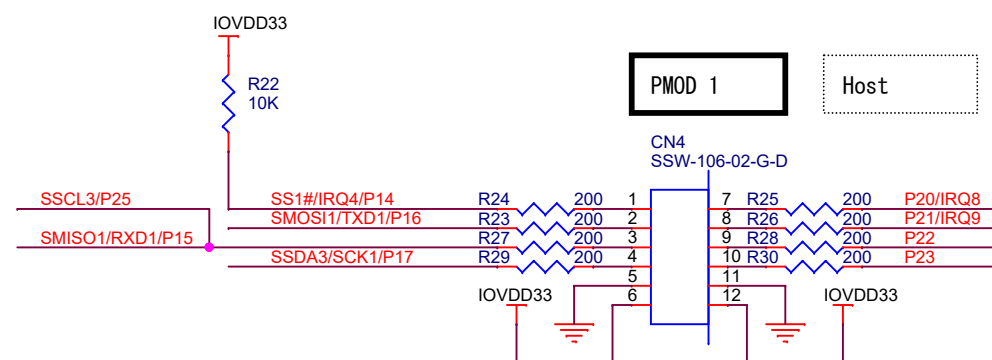 IOVDD33
R22
10K
PMOD 1
Host
CN4
SSW-106-02-G-D
SSCL3/P25
SS1#/IRQ4/P14
R24
200
1
7
R25
200
P20/IRQ8
SMOSI1/TXD1/P16
R23
200
2
8
R26
200
P21/IRQ9
SMISO1/RXD1/P15
R27
200
3
9
R28
200
P22
SSDA3/SCK1/P17
R29
200
4
10
R30
200
P23
5
11
6
12
IOVDD33
IOVDD33